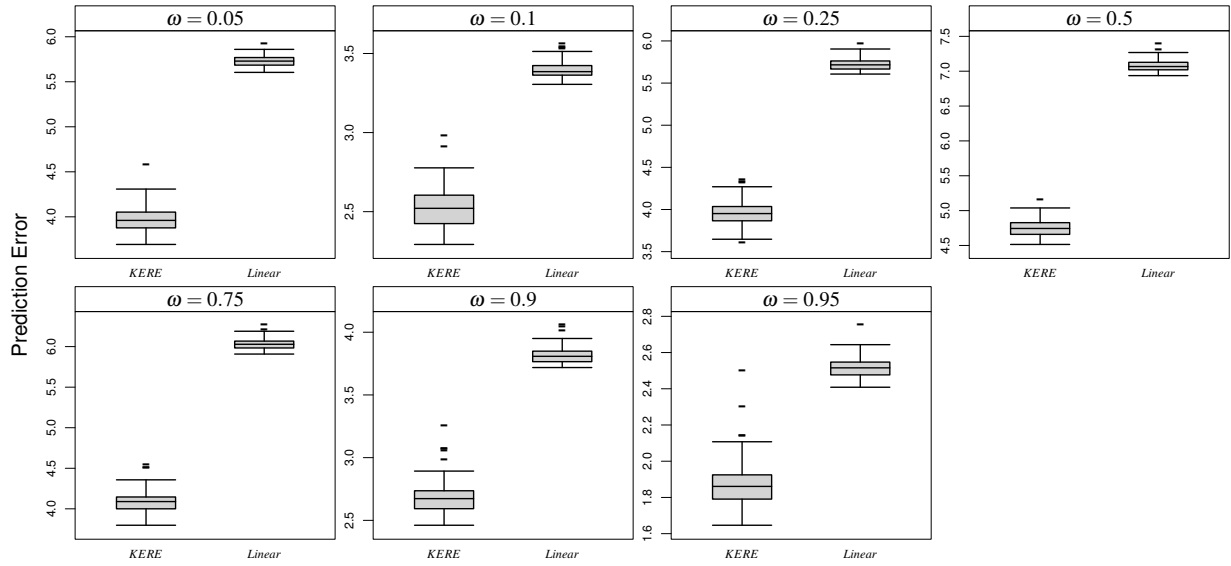 Prediction Error
ω = 0.05
6.0
5.5
5.0
4.5
4.0
KERE Linear
ω = 0.1
3.5
3.0
2.5
KERE Linear
ω = 0.25
6.0
5.5
5.0
4.5
4.0
3.5
KERE Linear
ω = 0.5
7.5
7.0
6.5
6.0
5.5
5.0
4.5
KERE Linear
ω = 0.75
6.0
5.5
5.0
4.5
4.0
KERE Linear
ω = 0.9
4.0
3.5
3.0
2.5
KERE Linear
ω = 0.95
2.8
2.6
2.4
2.2
2.0
1.8
1.6
KERE Linear